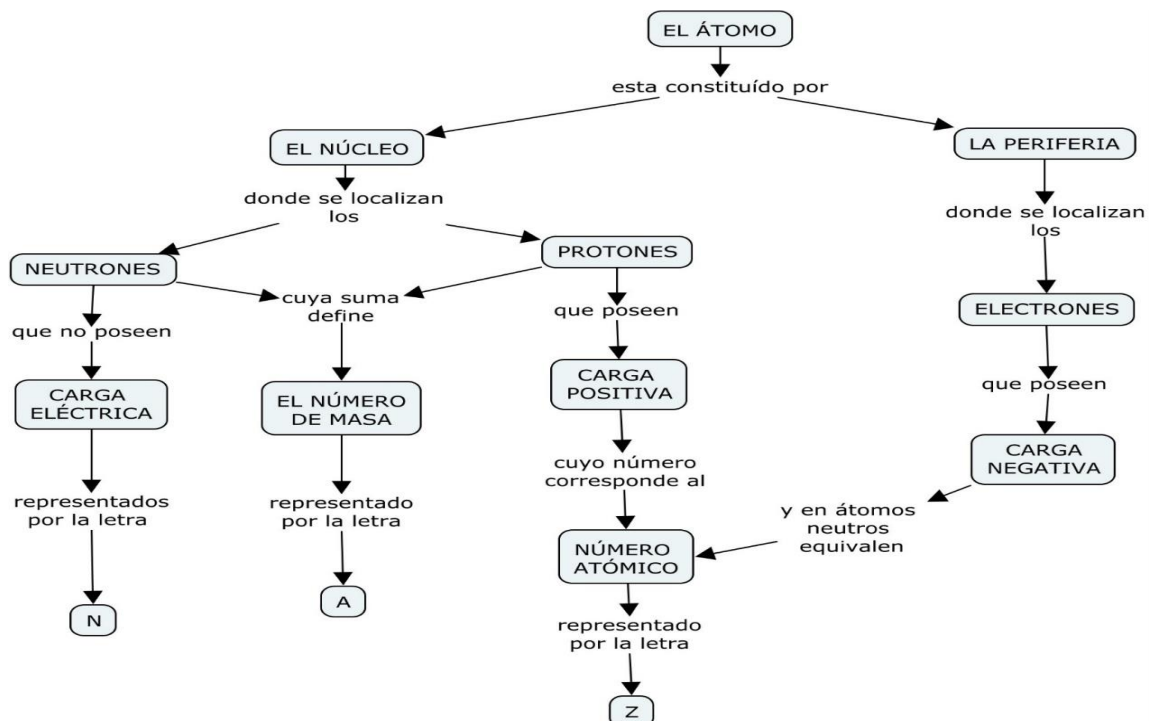 EL ÁTOMO
esta constituído por
EL NÚCLEO
LA PERIFERIA
donde se localizan
los
donde se localizan
los
NEUTRONES
PROTONES
cuya suma
define
que no poseen
que poseen
ELECTRONES
CARGA
ELÉCTRICA
EL NÚMERO
DE MASA
CARGA
POSITIVA
que poseen
CARGA
NEGATIVA
representados
por la letra
representado
por la letra
cuyo número
corresponde al
y en átomos
neutros
equivalen
NÚMERO
ATÓMICO
N
A
representado
por la letra
Z